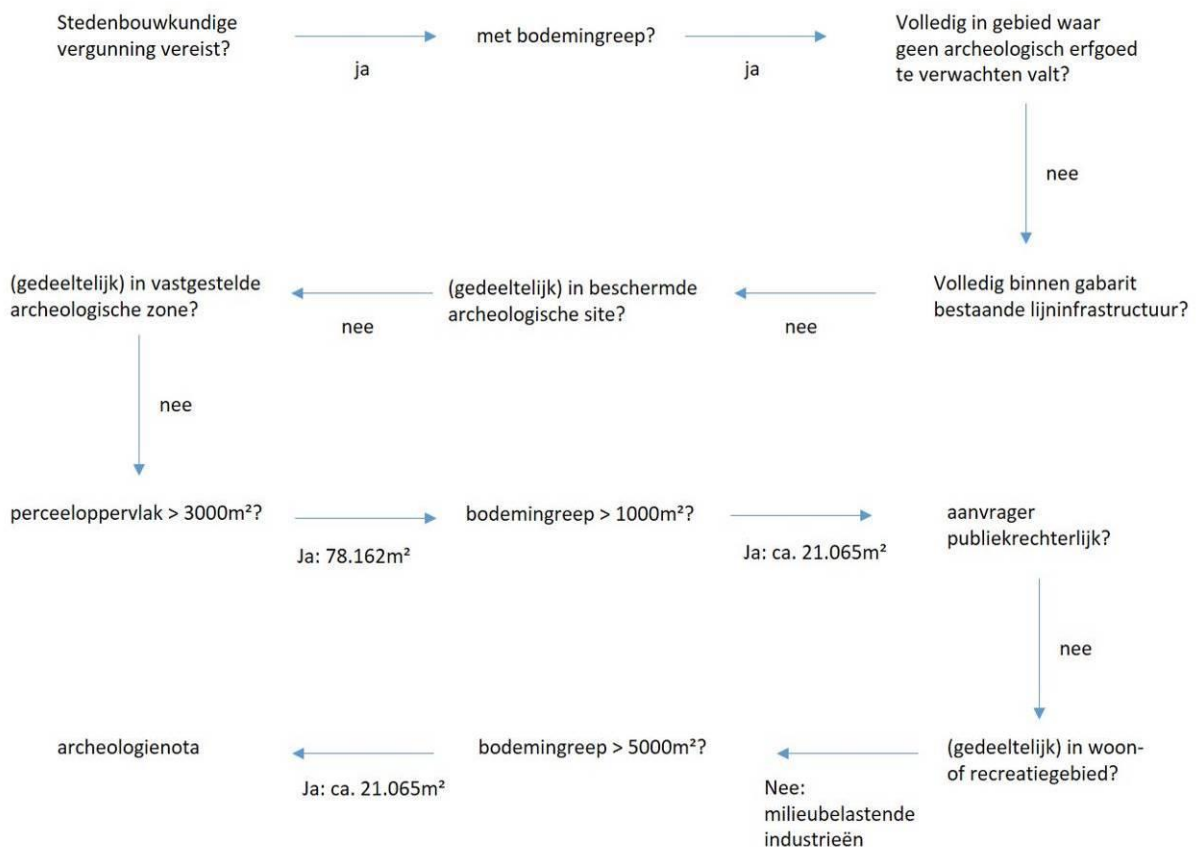 Stedenbouwkundige
vergunning vereist?
ja
met bodemingreep?
ja
Volledig in gebied waar
geen archeologisch erfgoed
te verwachten valt?
nee
Volledig binnen gabarit
bestaande lijninfrastructuur?
nee
(gedeeltelijk) in beschermde
archeologische site?
nee
(gedeeltelijk) in vastgestelde
archeologische zone?
nee
perceeloppervlak > 3000m²?
Ja: 78.162m²
bodemingreep > 1000m²?
Ja: ca. 21.065m²
aanvrager
publiekrechterlijk?
nee
(gedeeltelijk) in woon-
of recreatiegebied?
Nee:
milieubelastende
industrieën
bodemingreep > 5000m²?
Ja: ca. 21.065m²
archeologienota